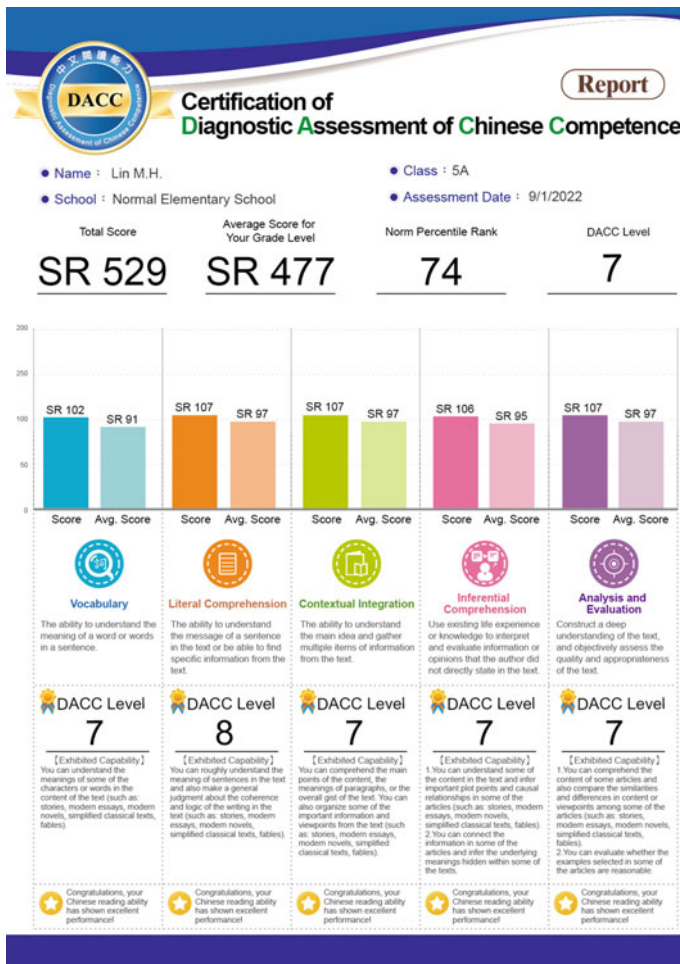 中文閱讀能力
DACC
Diagnostic Assessment of Chinese Competence
Report
Certification of
Diagnostic Assessment of Chinese Competence
Name : Lin M.H.
Class : 5A
School : Normal Elementary School
Assessment Date : 9/1/2022
Total Score
Average Score for
Your Grade Level
Norm Percentile Rank
DACC Level
SR 529
SR 477
74
7
200
250
100
50
0
SR 102
SR 91
SR 107
SR 97
SR 107
SR 97
SR 106
SR 95
SR 107
SR 97
Score Avg. Score
Score Avg. Score
Score Avg. Score
Score Avg. Score
Score Avg. Score
詞
Vocabulary
The ability to understand the
meaning of a word or words
in a sentence.
Literal Comprehension
The ability to understand
the message of a sentence
in the text or be able to find
specific information from the
text.
Contextual Integration
The ability to understand
the main idea and gather
multiple items of information
from the text.
Inferential
Comprehension
Use existing life experience
or knowledge to interpret
and evaluate information or
opinions that the author did
not directly state in the text.
Analysis and
Evaluation
Construct a deep
understanding of the text,
and objectively assess the
quality and appropriateness
of the text.
DACC Level
7
【Exhibited Capability】
You can understand the
meanings of some of the
characters or words in the
content of the text (such as:
stories, modern essays, modern
novels, simplified classical texts,
fables).
DACC Level
8
【Exhibited Capability】
You can roughly understand the
meaning of sentences in the text
and also make a general
judgment about the coherence
and logic of the writing in the
text (such as: stories, modern
essays, modern novels,
simplified classical texts, fables).
DACC Level
7
【Exhibited Capability】
You can comprehend the main
points of the content, the
meanings of paragraphs, or the
overall gist of the text. You can
also organize some of the
important information and
viewpoints from the text (such
as: stories, modern essays,
modern novels, simplified
classical texts, fables).
DACC Level
7
【Exhibited Capability】
1.You can understand some of
the content in the text and infer
important plot points and causal
relationships in some of the
articles (such as: stories, modern
essays, modern novels,
simplified classical texts, fables).
2.You can connect the
information in some of the
articles and infer the underlying
meanings hidden within some of
the texts.
DACC Level
7
【Exhibited Capability】
1.You can comprehend the
content of some articles and
also compare the similarities
and differences in content or
viewpoints among some of the
articles (such as: stories,
modern essays, modern novels,
simplified classical texts,
fables).
2.You can evaluate whether the
examples selected in some of
the articles are reasonable.
Congratulations, your
Chinese reading ability
has shown excellent
performance!
Congratulations, your
Chinese reading ability
has shown excellent
performance!
Congratulations, your
Chinese reading ability
has shown excellent
performance!
Congratulations, your
Chinese reading ability
has shown excellent
performance!
Congratulations, your
Chinese reading ability
has shown excellent
performance!